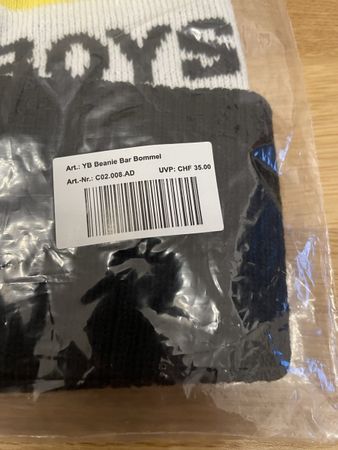 BOYS
Art.: YB Beanie Bar Bommel
Art.-Nr.: C02.008.AD UVP: CHF 35.00